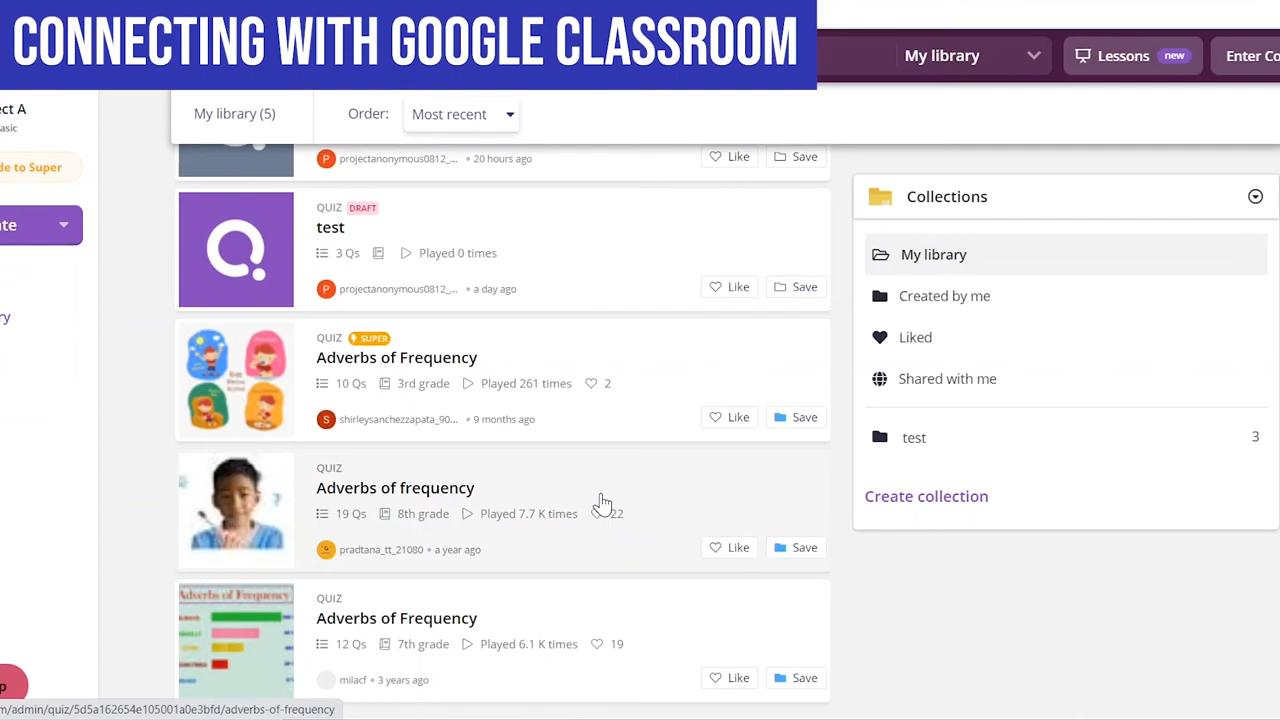 CONNECTING WITH GOOGLE CLASSROOM
My library
Lessons new
Enter Co
ect A
asic
de to Super
te
ry
p
My library (5)
Order: Most recent
projectanonymous0812_... • 20 hours ago
Like Save
QUIZ DRAFT
test
3 Qs Played 0 times
projectanonymous0812_... • a day ago
Like Save
QUIZ SUPER
Adverbs of Frequency
10 Qs 3rd grade Played 261 times 2
S shirleysanchezzapata_90... • 9 months ago
Like Save
QUIZ
Adverbs of frequency
19 Qs 8th grade Played 7.7 K times 22
pradtana_tt_21080 • a year ago
Like Save
Adverbs of Frequency
QUIZ
Adverbs of Frequency
12 Qs 7th grade Played 6.1 K times 19
milacf • 3 years ago
Like Save
Collections
My library
Created by me
Liked
Shared with me
test 3
Create collection
m/admin/quiz/5d5a162654e105001a0e3bfd/adverbs-of-frequency